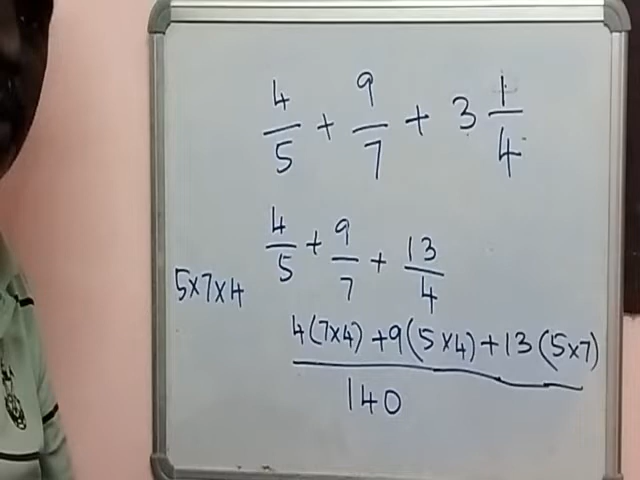 4/5 + 9/7 + 3 1/4
4/5 + 9/7 + 13/4
5x7x4
4(7x4) + 9(5x4) + 13(5x7)
140